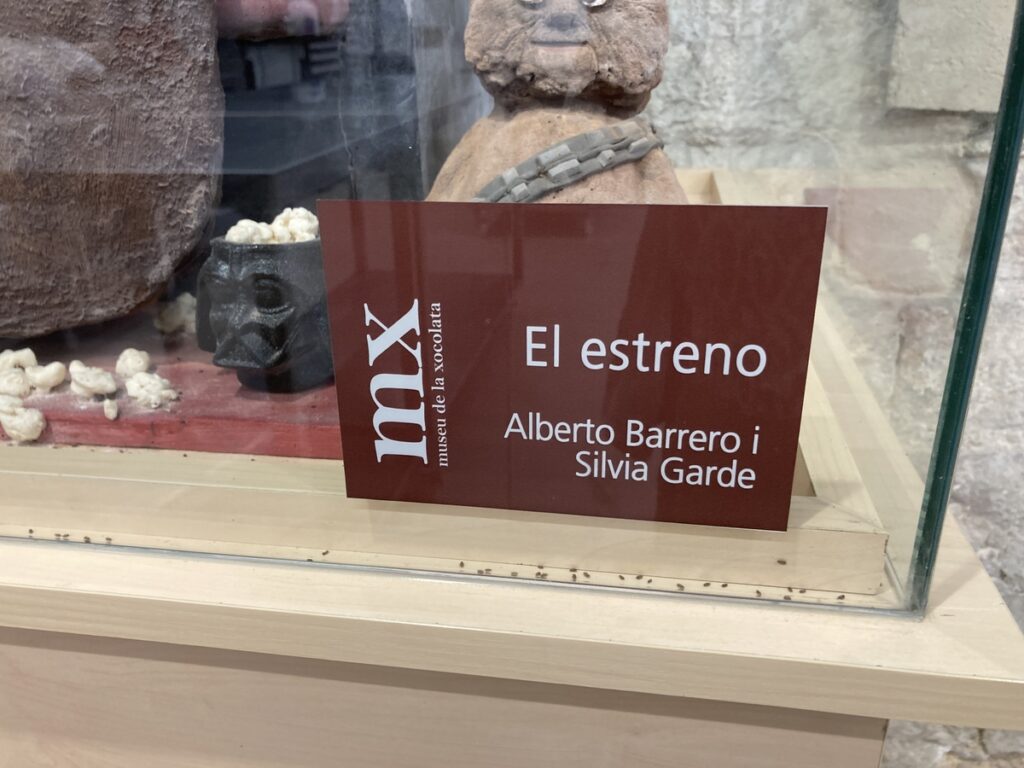 mx
museu de la xocolata
El estreno
Alberto Barrero i
Silvia Garde